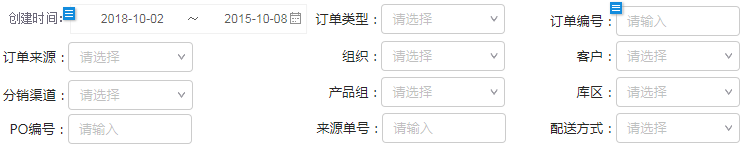 创建时间: 2018-10-02 ~ 2015-10-08 订单类型： 请选择 订单编号： 请输入
订单来源： 请选择 组织： 请选择 客户： 请选择
分销渠道： 请选择 产品组： 请选择 库区： 请选择
PO编号： 请输入 来源单号： 请输入 配送方式： 请选择